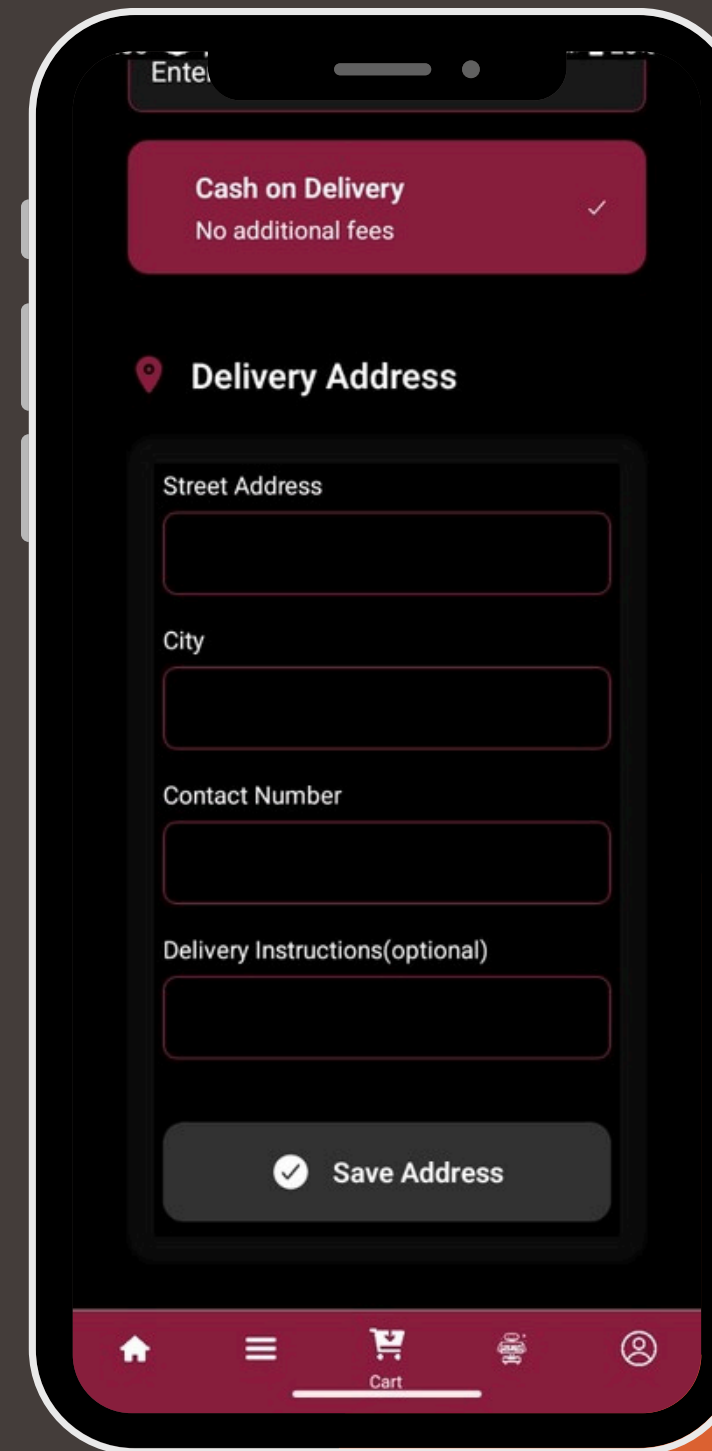 Cash on Delivery
No additional fees
Delivery Address
Street Address
City
Contact Number
Delivery Instructions(optional)
Save Address
Cart